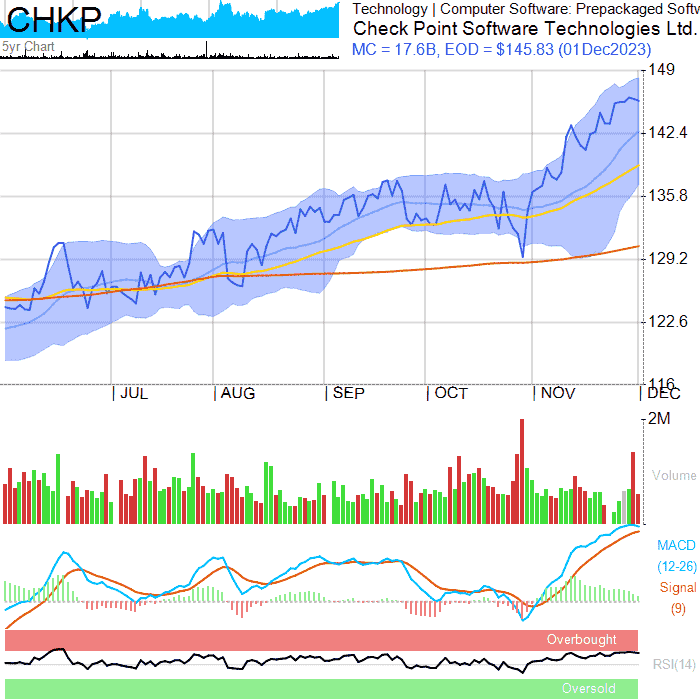 CHKP
5yr Chart
Technology | Computer Software: Prepackaged Softw
Check Point Software Technologies Ltd.
MC = 17.6B, EOD = $145.83 (01Dec2023)
149
142.4
135.8
129.2
122.6
116
JUL AUG SEP OCT NOV DEC
2M
Volume
MACD
(12-26)
Signal
(9)
Overbought
RSI(14)
Oversold